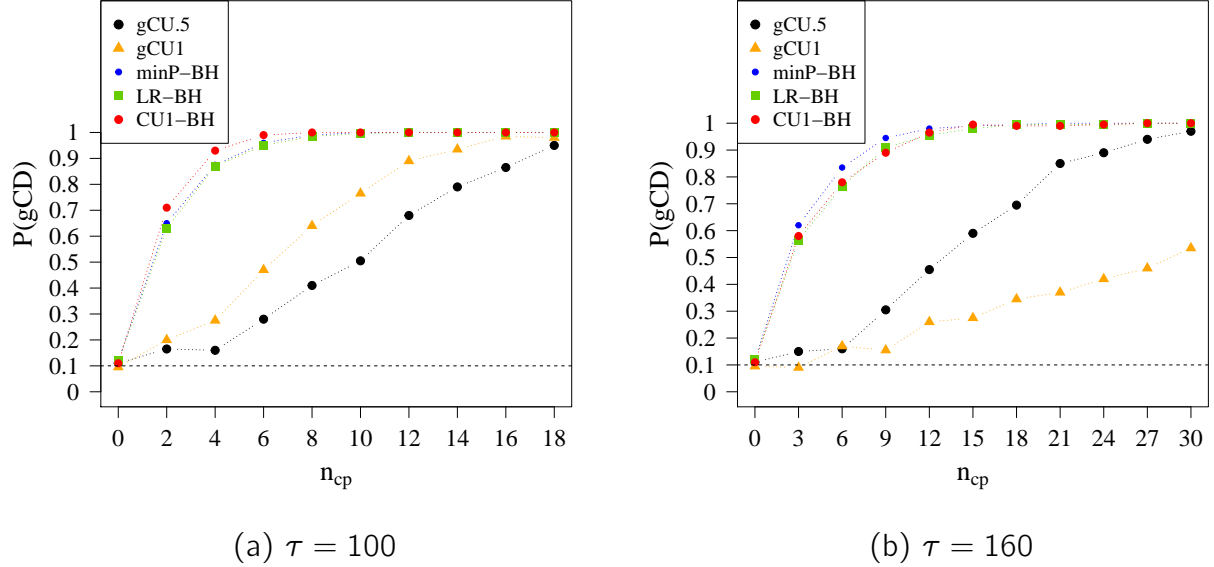 gCU.5
gCU1
minP−BH
LR−BH
CU1−BH
P(gCD)
1
0.9
0.8
0.7
0.6
0.5
0.4
0.3
0.2
0.1
0
0 2 4 6 8 10 12 14 16 18
n_cp
(a) τ = 100
gCU.5
gCU1
minP−BH
LR−BH
CU1−BH
P(gCD)
1
0.9
0.8
0.7
0.6
0.5
0.4
0.3
0.2
0.1
0
0 3 6 9 12 15 18 21 24 27 30
n_cp
(b) τ = 160